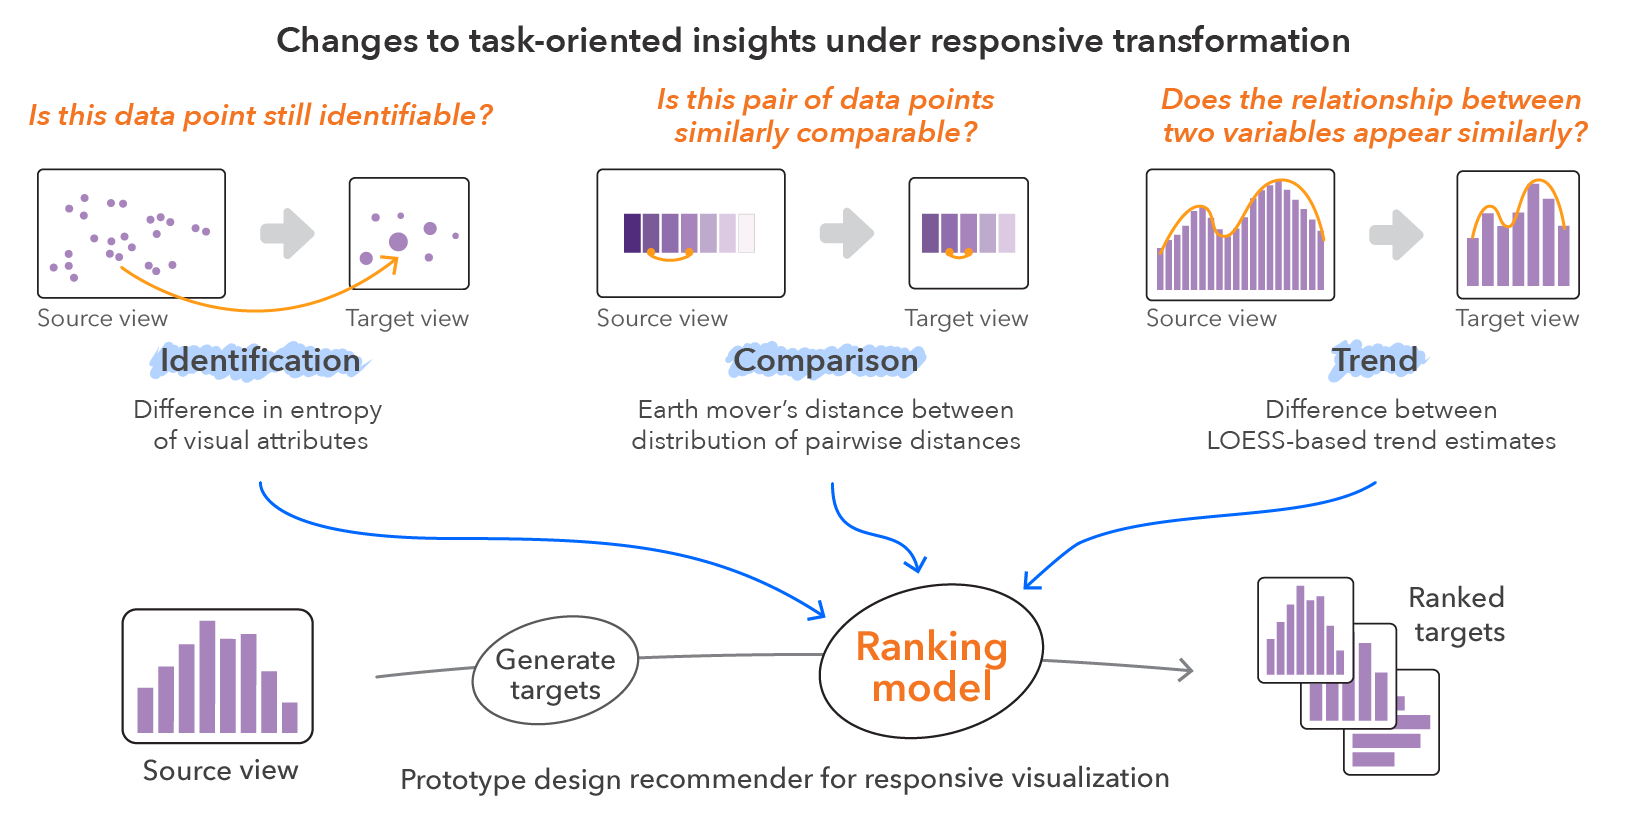 Changes to task-oriented insights under responsive transformation
Is this data point still identifiable?
Is this pair of data points
similarly comparable?
Does the relationship between
two variables appear similarly?
Source view
Target view
Source view
Target view
Source view
Target view
Identification
Comparison
Trend
Difference in entropy
of visual attributes
Earth mover’s distance between
distribution of pairwise distances
Difference between
LOESS-based trend estimates
Source view
Generate
targets
Ranking
model
Ranked
targets
Prototype design recommender for responsive visualization